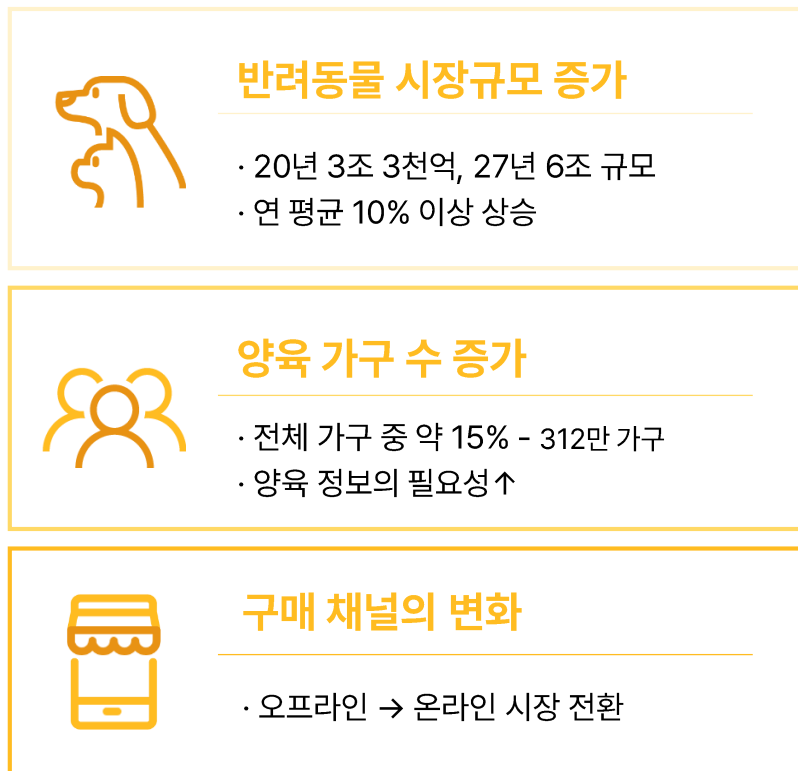 반려동물 시장규모 증가
· 20년 3조 3천억, 27년 6조 규모
· 연 평균 10% 이상 상승
양육 가구 수 증가
· 전체 가구 중 약 15% - 312만 가구
· 양육 정보의 필요성↑
구매 채널의 변화
· 오프라인 → 온라인 시장 전환